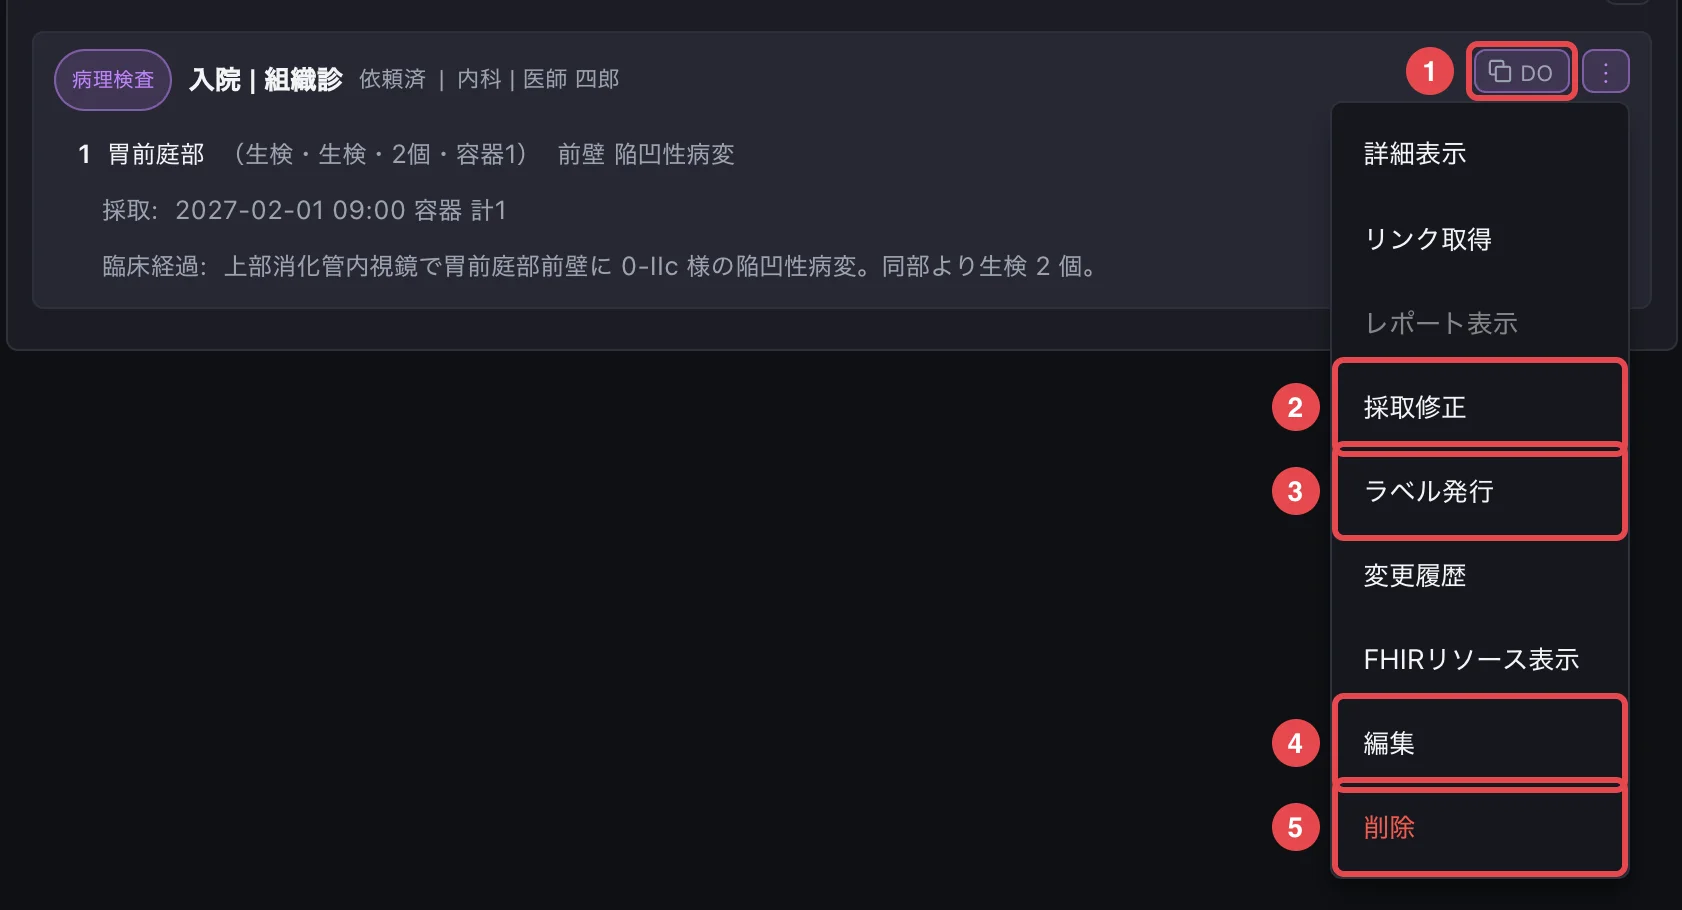 病理検査 入院 | 組織診 依頼済 | 内科 | 医師 四郎 1 DO
1 胃前庭部 （生検・生検・2個・容器1） 前壁 陥凹性病変
採取: 2027-02-01 09:00 容器 計1
臨床経過: 上部消化管内視鏡で胃前庭部前壁に 0-IIc 様の陥凹性病変。同部より生検 2 個。
詳細表示
リンク取得
レポート表示
2 採取修正
3 ラベル発行
変更履歴
FHIRリソース表示
4 編集
5 削除